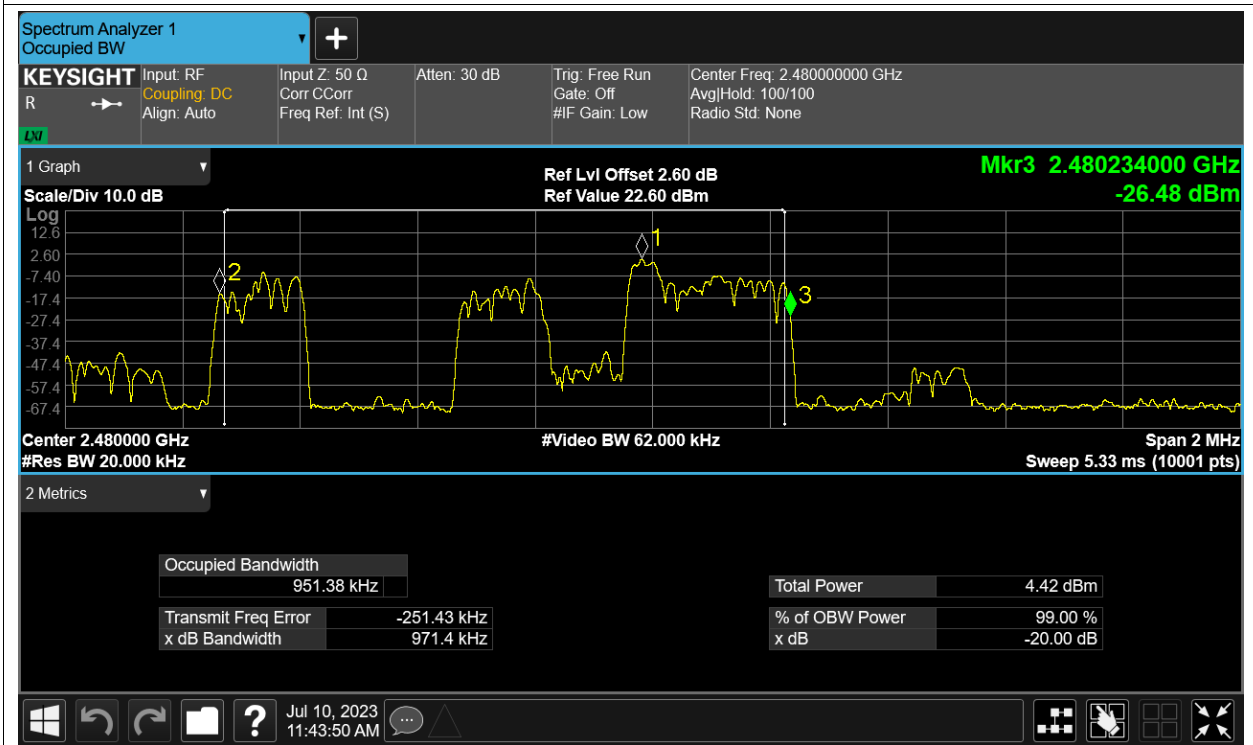 Spectrum Analyzer 1
Occupied BW
KEYSIGHT
R
LXI
Input: RF
Coupling: DC
Align: Auto
Input Z: 50 Ω
Corr CCorr
Freq Ref: Int (S)
Atten: 30 dB
Trig: Free Run
Gate: Off
#IF Gain: Low
Center Freq: 2.480000000 GHz
Avg|Hold: 100/100
Radio Std: None
1 Graph
Scale/Div 10.0 dB
Ref Lvl Offset 2.60 dB
Ref Value 22.60 dBm
Mkr3 2.480234000 GHz
-26.48 dBm
Log
12.6
2.60
-7.40
-17.4
-27.4
-37.4
-47.4
-57.4
-67.4
1
2
3
Center 2.480000 GHz
#Res BW 20.000 kHz
#Video BW 62.000 kHz
Span 2 MHz
Sweep 5.33 ms (10001 pts)
2 Metrics
Occupied Bandwidth
951.38 kHz
Transmit Freq Error -251.43 kHz
x dB Bandwidth 971.4 kHz
Total Power 4.42 dBm
% of OBW Power 99.00 %
x dB -20.00 dB
?
Jul 10, 2023
11:43:50 AM